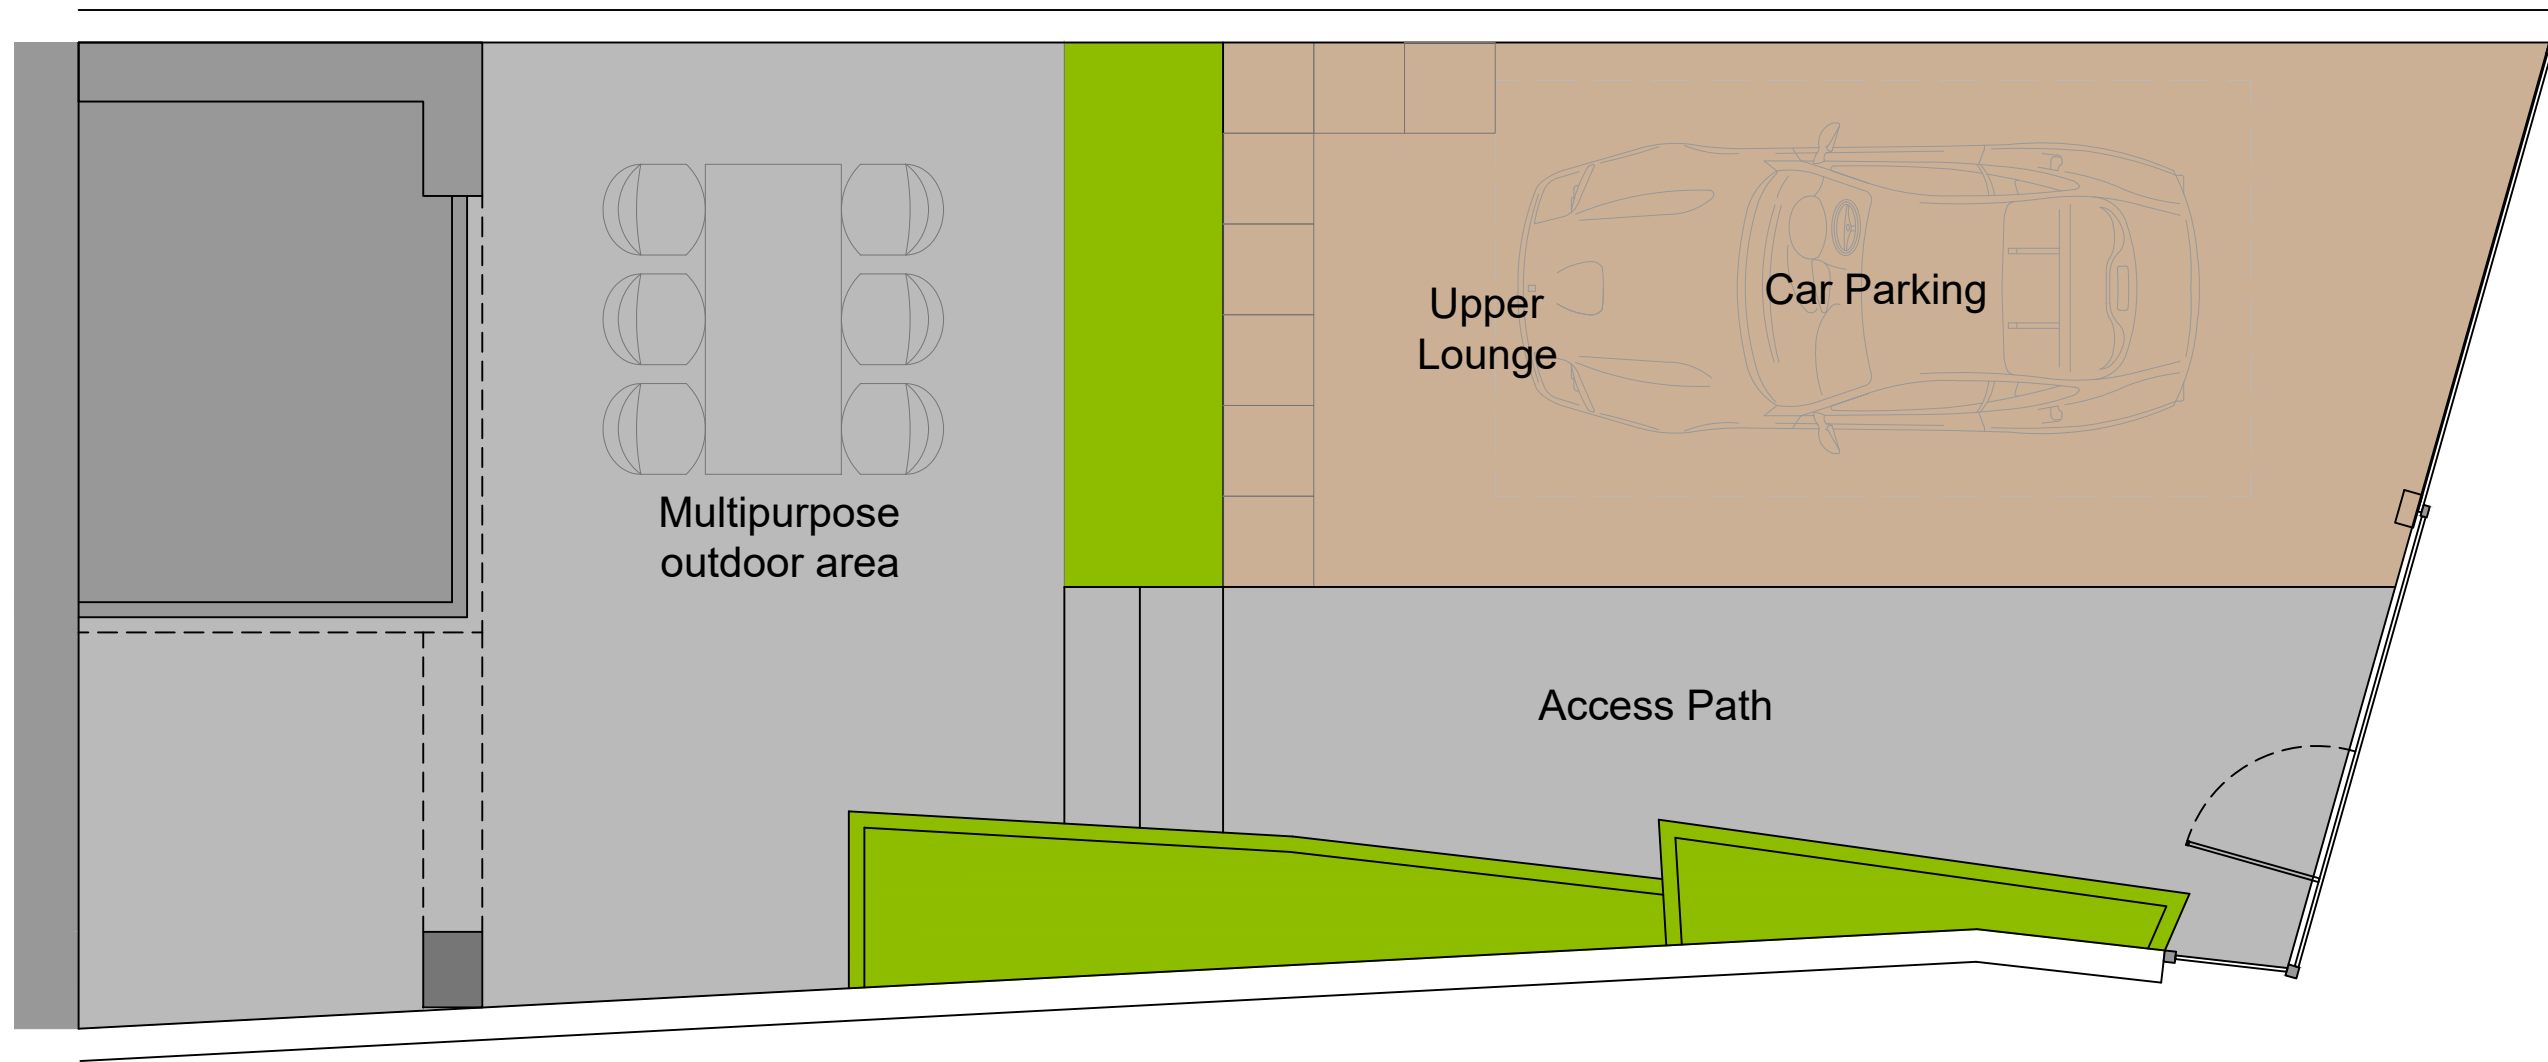 Upper
Lounge
Car Parking
Multipurpose
outdoor area
Access Path